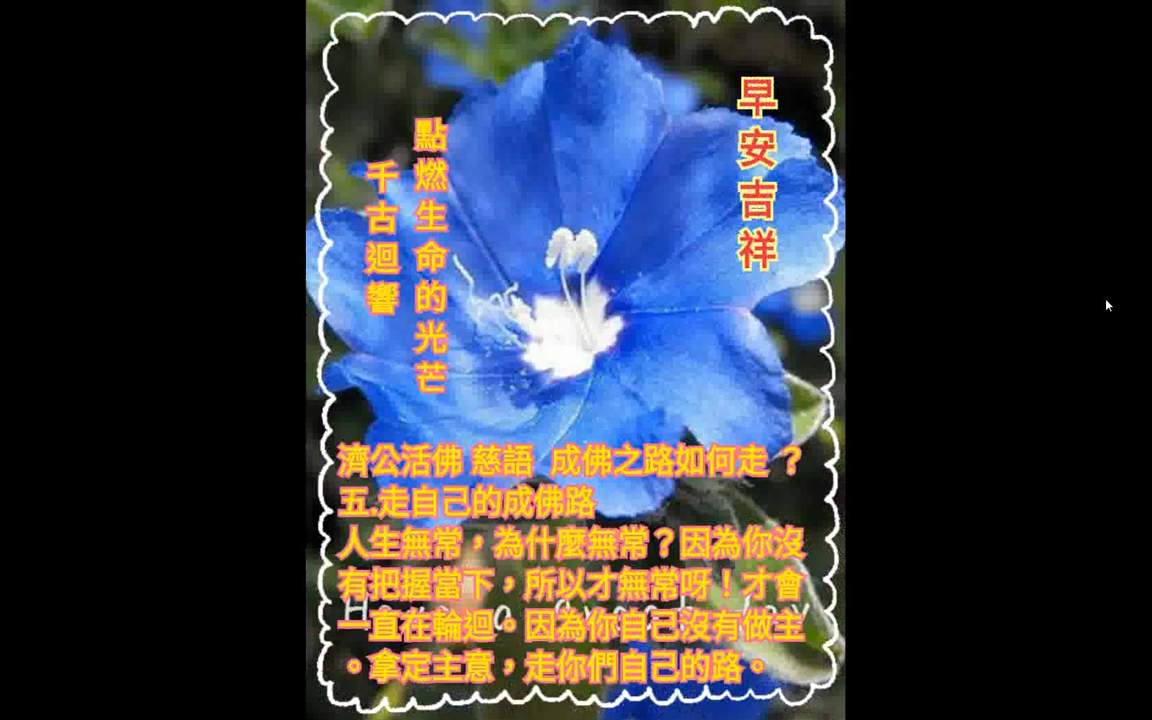 早安吉祥
點燃生命的光芒
千古迴響
濟公活佛 慈語 成佛之路如何走 ?
五.走自己的成佛路
人生無常，為什麼無常？因為你沒
有把握當下，所以才無常呀！才會
一直在輪迴。因為你自己沒有做主
。拿定主意，走你們自己的路。